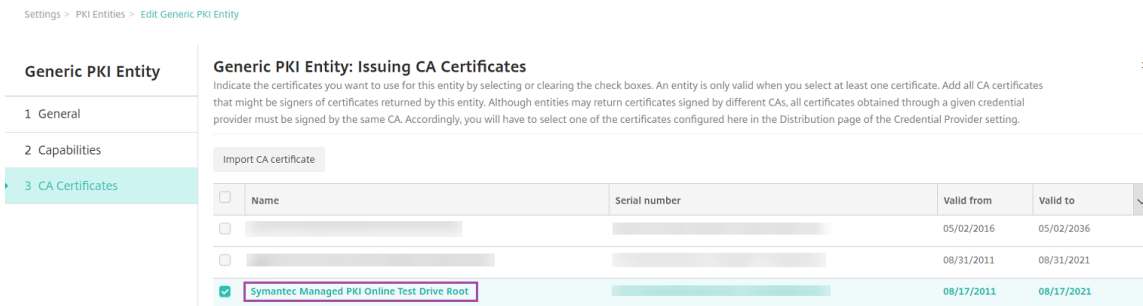 Settings > PKI Entities > Edit Generic PKI Entity
Generic PKI Entity
1 General
2 Capabilities
3 CA Certificates
Generic PKI Entity: Issuing CA Certificates
Indicate the certificates you want to use for this entity by selecting or clearing the check boxes. An entity is only valid when you select at least one certificate. Add all CA certificates
that might be signers of certificates returned by this entity. Although entities may return certificates signed by different CAs, all certificates obtained through a given credential
provider must be signed by the same CA. Accordingly, you will have to select one of the certificates configured here in the Distribution page of the Credential Provider setting.
Import CA certificate
Name Serial number Valid from Valid to
05/02/2016 05/02/2036
08/31/2011 08/31/2021
Symantec Managed PKI Online Test Drive Root 08/17/2011 08/17/2021